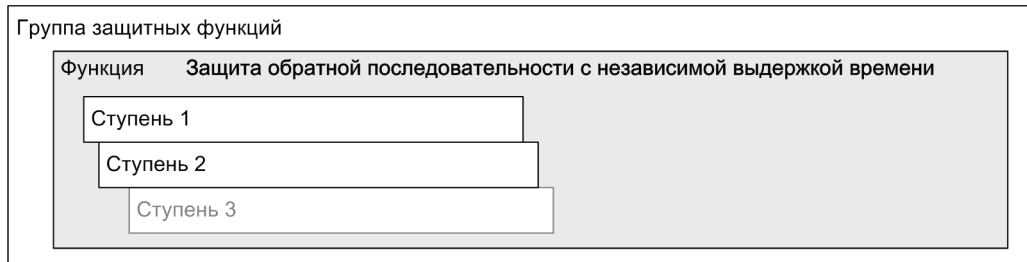 Группа защитных функций
Функция Защита обратной последовательности с независимой выдержкой времени
Ступень 1
Ступень 2
Ступень 3